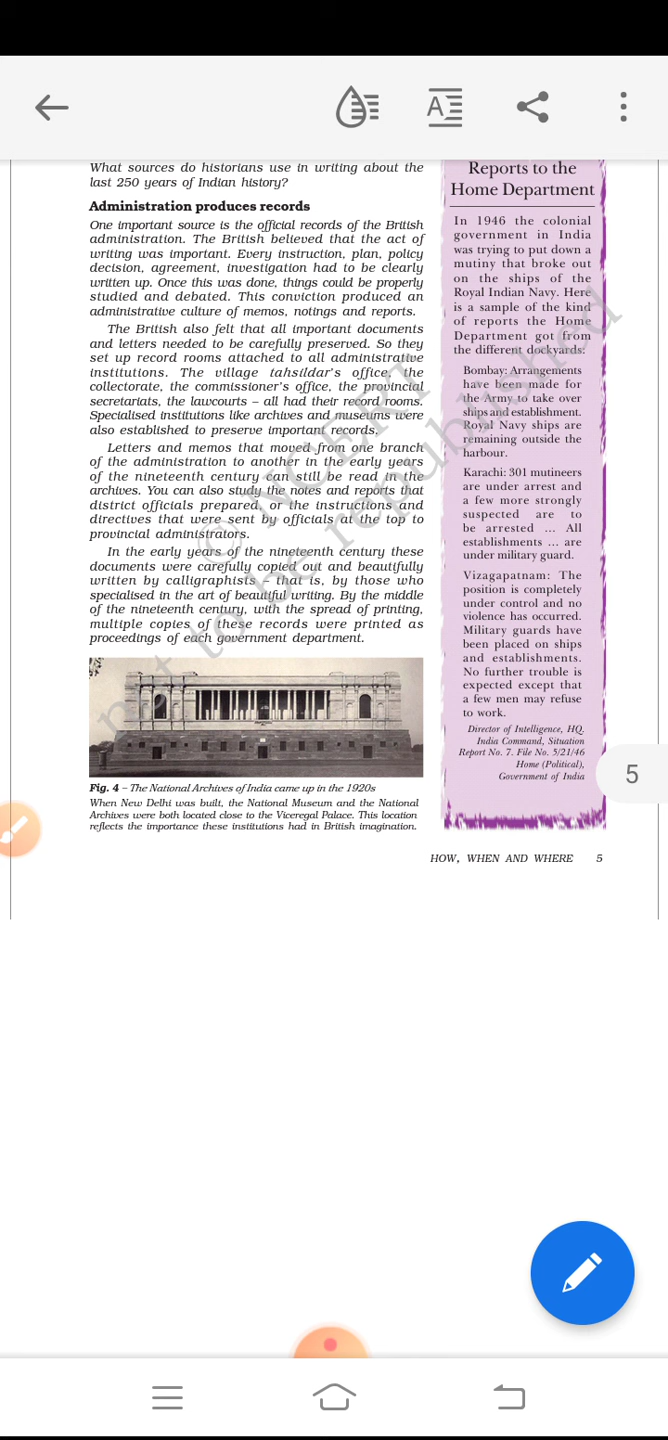 What sources do historians use in writing about the
last 250 years of Indian history?
Administration produces records
One important source is the official records of the British
administration. The British believed that the act of
writing was important. Every instruction, plan, policy
decision, agreement, investigation had to be clearly
written up. Once this was done, things could be properly
studied and debated. This conviction produced an
administrative culture of memos, notings and reports.
The British also felt that all important documents
and letters needed to be carefully preserved. So they
set up record rooms attached to all administrative
institutions. The village tahsildar's office, the
collectorate, the commissioner's office, the provincial
secretariats, the lawcourts – all had their record rooms.
Specialised institutions like archives and museums were
also established to preserve important records.
Letters and memos that moved from one branch
of the administration to another in the early years
of the nineteenth century can still be read in the
archives. You can also study the notes and reports that
district officials prepared, or the instructions and
directives that were sent by officials at the top to
provincial administrators.
In the early years of the nineteenth century these
documents were carefully copied out and beautifully
written by calligraphists – that is, by those who
specialised in the art of beautiful writing. By the middle
of the nineteenth century, with the spread of printing,
multiple copies of these records were printed as
proceedings of each government department.
Fig. 4 – The National Archives of India came up in the 1920s
When New Delhi was built, the National Museum and the National
Archives were both located close to the Viceregal Palace. This location
reflects the importance these institutions had in British imagination.
Reports to the
Home Department
In 1946 the colonial
government in India
was trying to put down a
mutiny that broke out
on the ships of the
Royal Indian Navy. Here
is a sample of the kind
of reports the Home
Department got from
the different dockyards:
Bombay: Arrangements
have been made for
the Army to take over
ships and establishment.
Royal Navy ships are
remaining outside the
harbour.
Karachi: 301 mutineers
are under arrest and
a few more strongly
suspected are to
be arrested ... All
establishments ... are
under military guard.
Vizagapatnam: The
position is completely
under control and no
violence has occurred.
Military guards have
been placed on ships
and establishments.
No further trouble is
expected except that
a few men may refuse
to work.
Director of Intelligence, HQ.
India Command, Situation
Report No. 7. File No. 5/21/46
Home (Political),
Government of India
5
HOW, WHEN AND WHERE 5
© NCERT
not to be republished